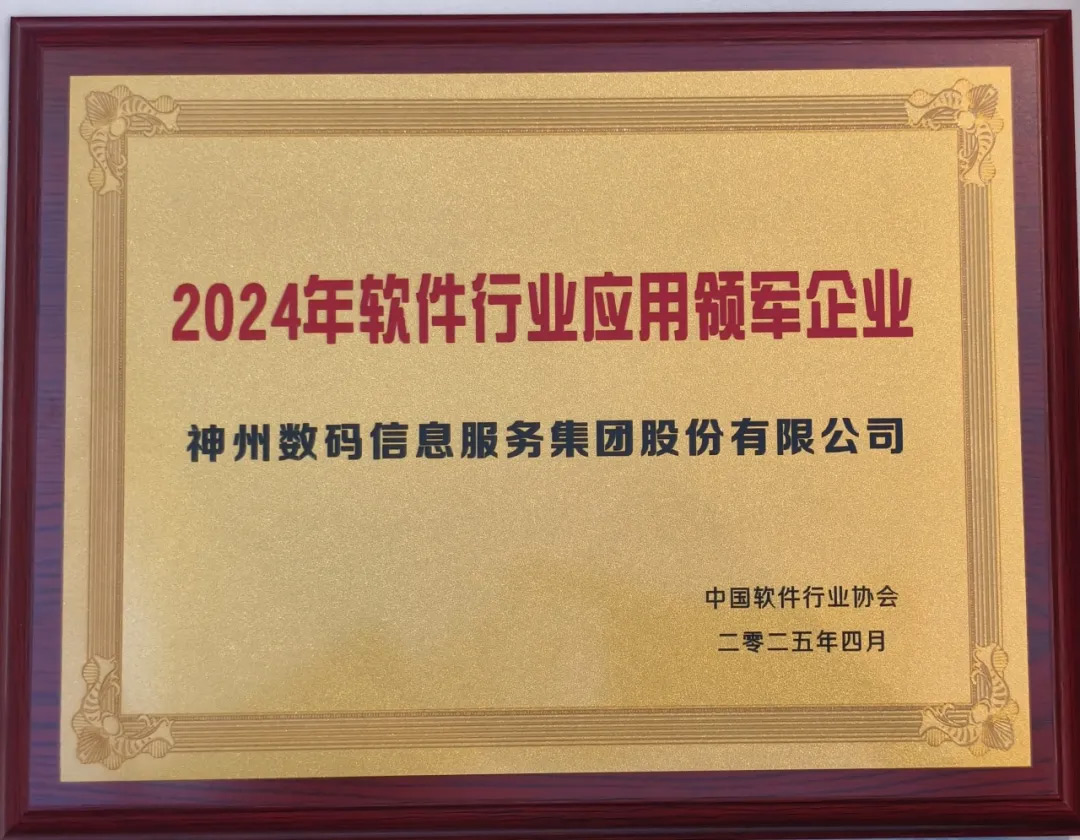 2024年软件行业应用领军企业
神州数码信息服务集团股份有限公司
中国软件行业协会
二零二五年四月